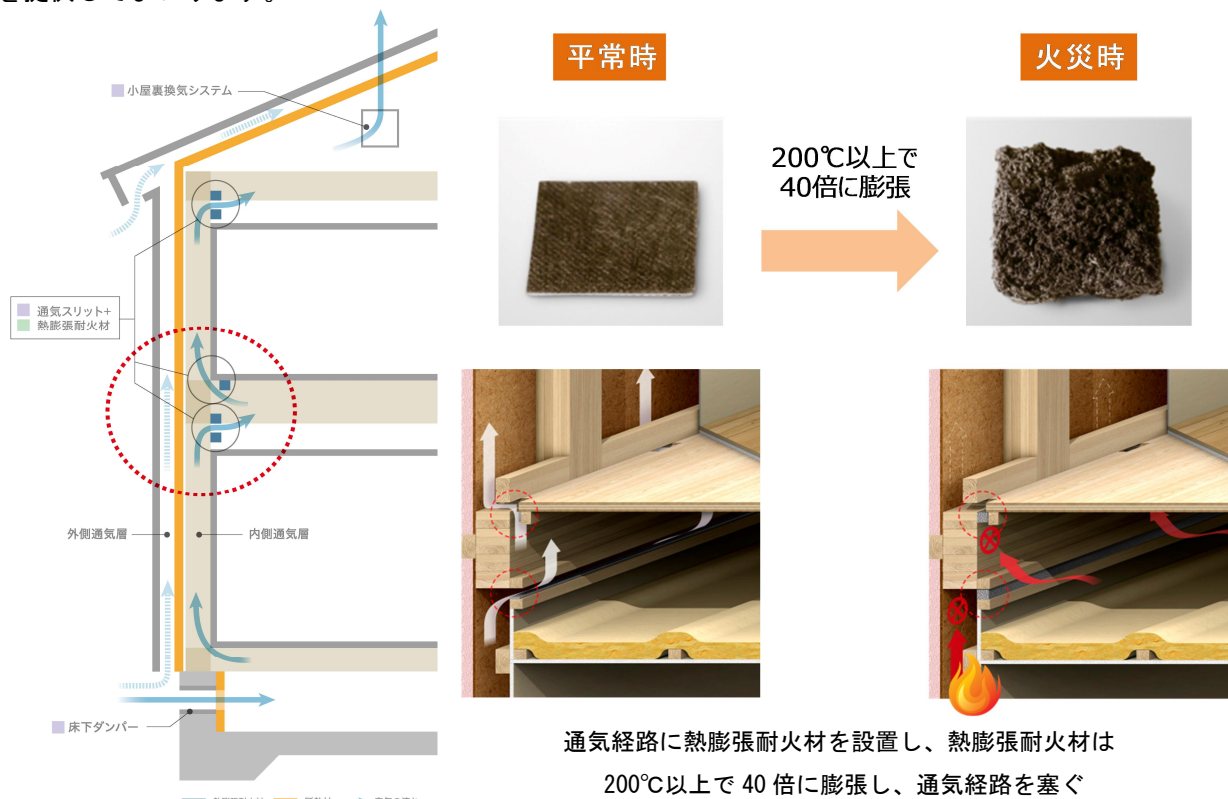 平常時
火災時
小屋裏換気システム
200℃以上で
40倍に膨張
通気スリット+
熱膨張耐火材
外側通気層
内側通気層
床下ダンパー
通気経路に熱膨張耐火材を設置し、熱膨張耐火材は
200℃以上で 40 倍に膨張し、通気経路を塞ぐ